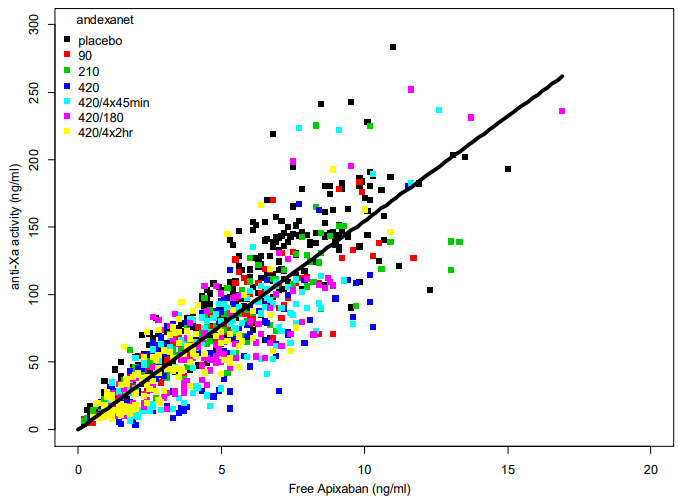 andexanet
placebo
90
210
420
420/4x45min
420/180
420/4x2hr
anti-Xa activity (ng/ml)
300
250
200
150
100
50
0
0 5 10 15 20
Free Apixaban (ng/ml)